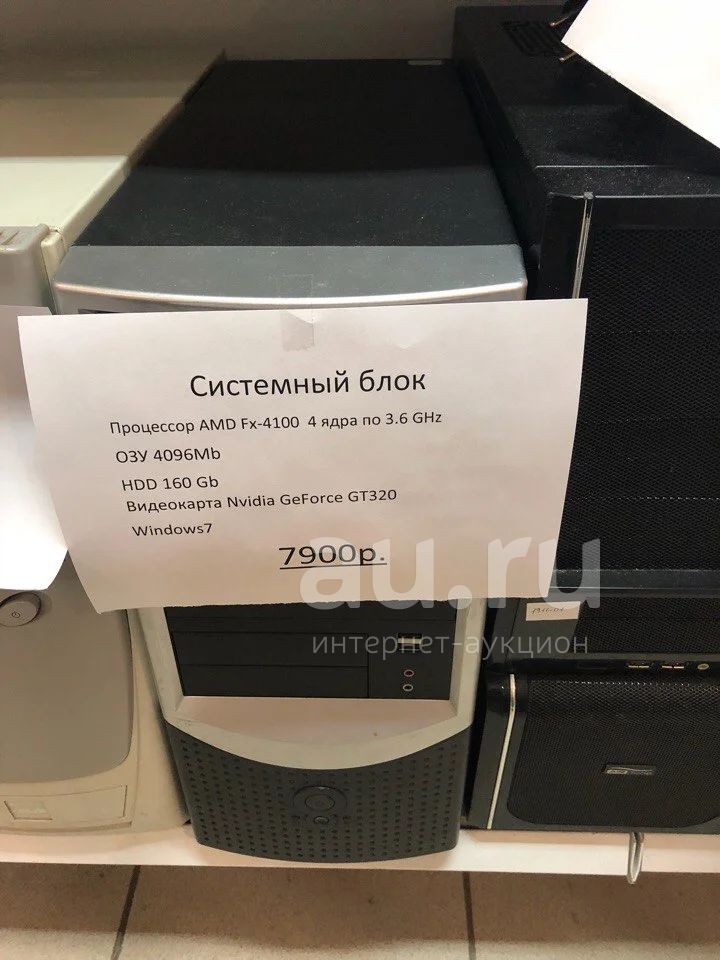 Системный блок
Процессор AMD Fx-4100 4 ядра по 3.6 GHz
ОЗУ 4096Mb
HDD 160 Gb
Видеокарта Nvidia GeForce GT320
Windows7
7900р.
au.ru
интернет-аукцион